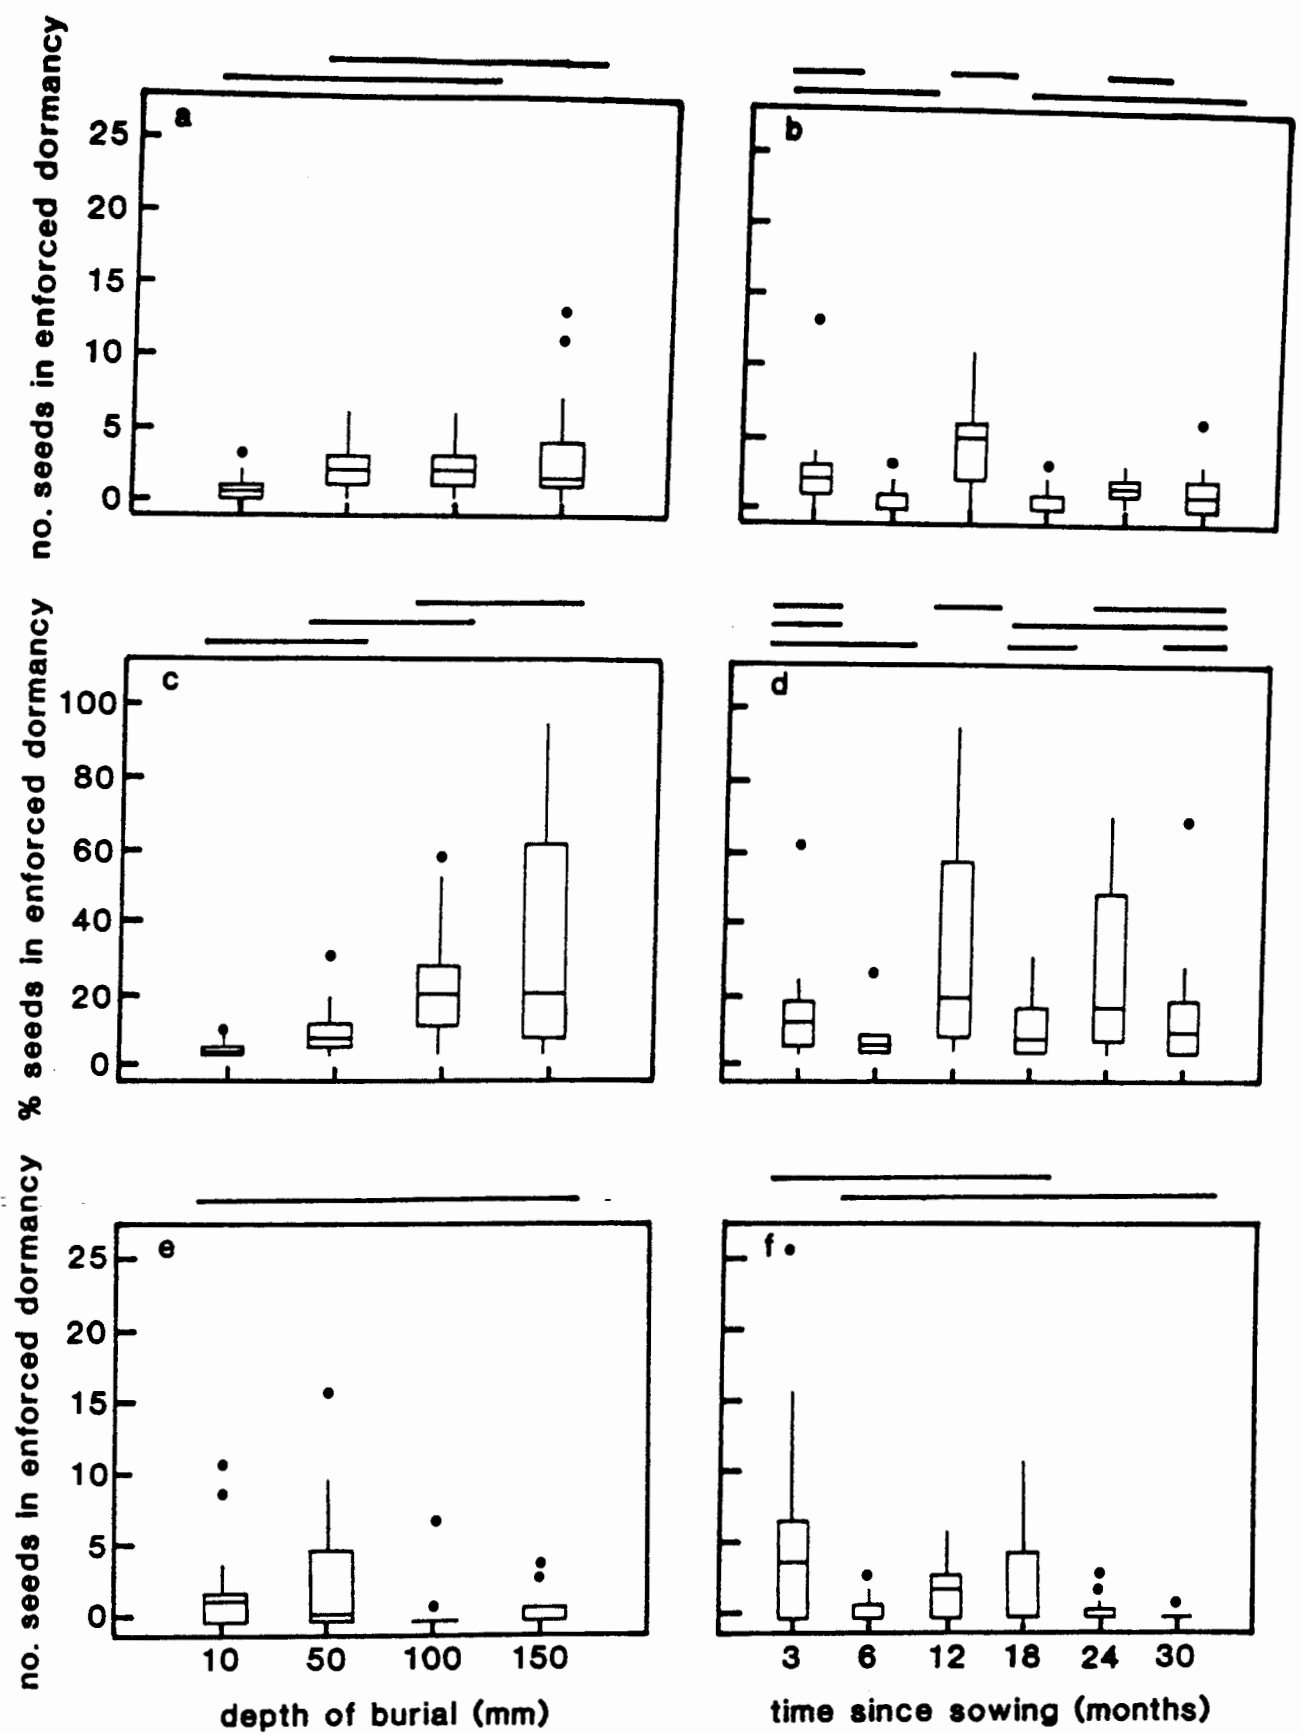 no. seeds in enforced dormancy
a
25
20
15
10
5
0
b
% seeds in enforced dormancy
c
100
80
60
40
20
0
d
no. seeds in enforced dormancy
e
25
20
15
10
5
0
f
10 50 100 150
depth of burial (mm)
3 6 12 18 24 30
time since sowing (months)